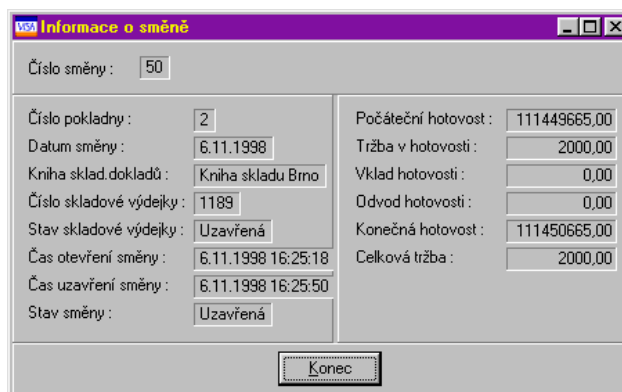 VISA Informace o směně
Číslo směny : 50
Číslo pokladny : 2
Datum směny : 6.11.1998
Kniha sklad.dokladů : Kniha skladu Brno
Číslo skladové výdejky : 1189
Stav skladové výdejky : Uzavřená
Čas otevření směny : 6.11.1998 16:25:18
Čas uzavření směny : 6.11.1998 16:25:50
Stav směny : Uzavřená
Počáteční hotovost : 111449665,00
Tržba v hotovosti : 2000,00
Vklad hotovosti : 0,00
Odvod hotovosti : 0,00
Konečná hotovost : 111450665,00
Celková tržba : 2000,00
Konec